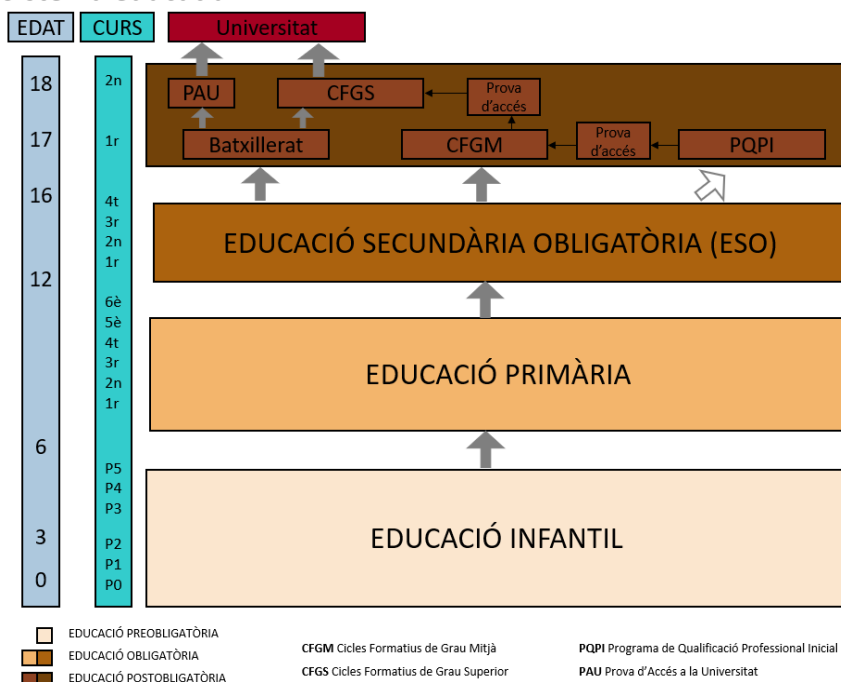 EDAT
CURS
Universitat
18
2n
PAU
CFGS
Prova
d'accés
17
1r
Batxillerat
CFGM
Prova
d'accés
PQPI
16
4t
3r
2n
1r
EDUCACIÓ SECUNDÀRIA OBLIGATÒRIA (ESO)
12
6è
5è
4t
3r
2n
1r
EDUCACIÓ PRIMÀRIA
6
P5
P4
P3
EDUCACIÓ INFANTIL
3
P2
P1
0
P0
EDUCACIÓ PREOBLIGATÒRIA
EDUCACIÓ OBLIGATÒRIA
EDUCACIÓ POSTOBLIGATÒRIA
CFGM Cicles Formatius de Grau Mitjà
CFGS Cicles Formatius de Grau Superior
PQPI Programa de Qualificació Professional Inicial
PAU Prova d'Accés a la Universitat